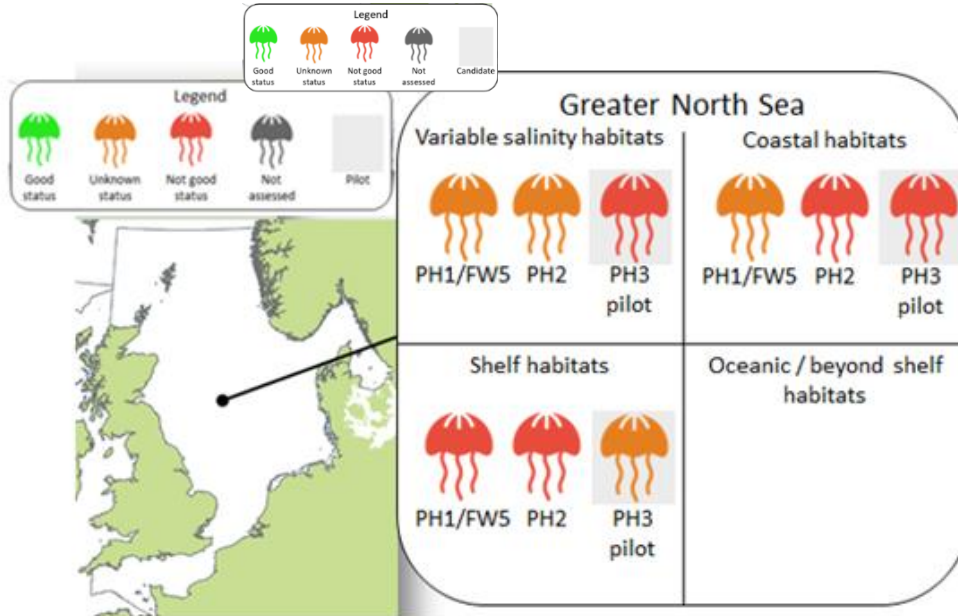 Legend
Good
status
Unknown
status
Not good
status
Not
assessed
Candidate
Legend
Good
status
Unknown
status
Not good
status
Not
assessed
Pilot
Greater North Sea
Variable salinity habitats
PH1/FW5 PH2 PH3
pilot
Coastal habitats
PH1/FW5 PH2 PH3
pilot
Shelf habitats
PH1/FW5 PH2 PH3
pilot
Oceanic / beyond shelf
habitats